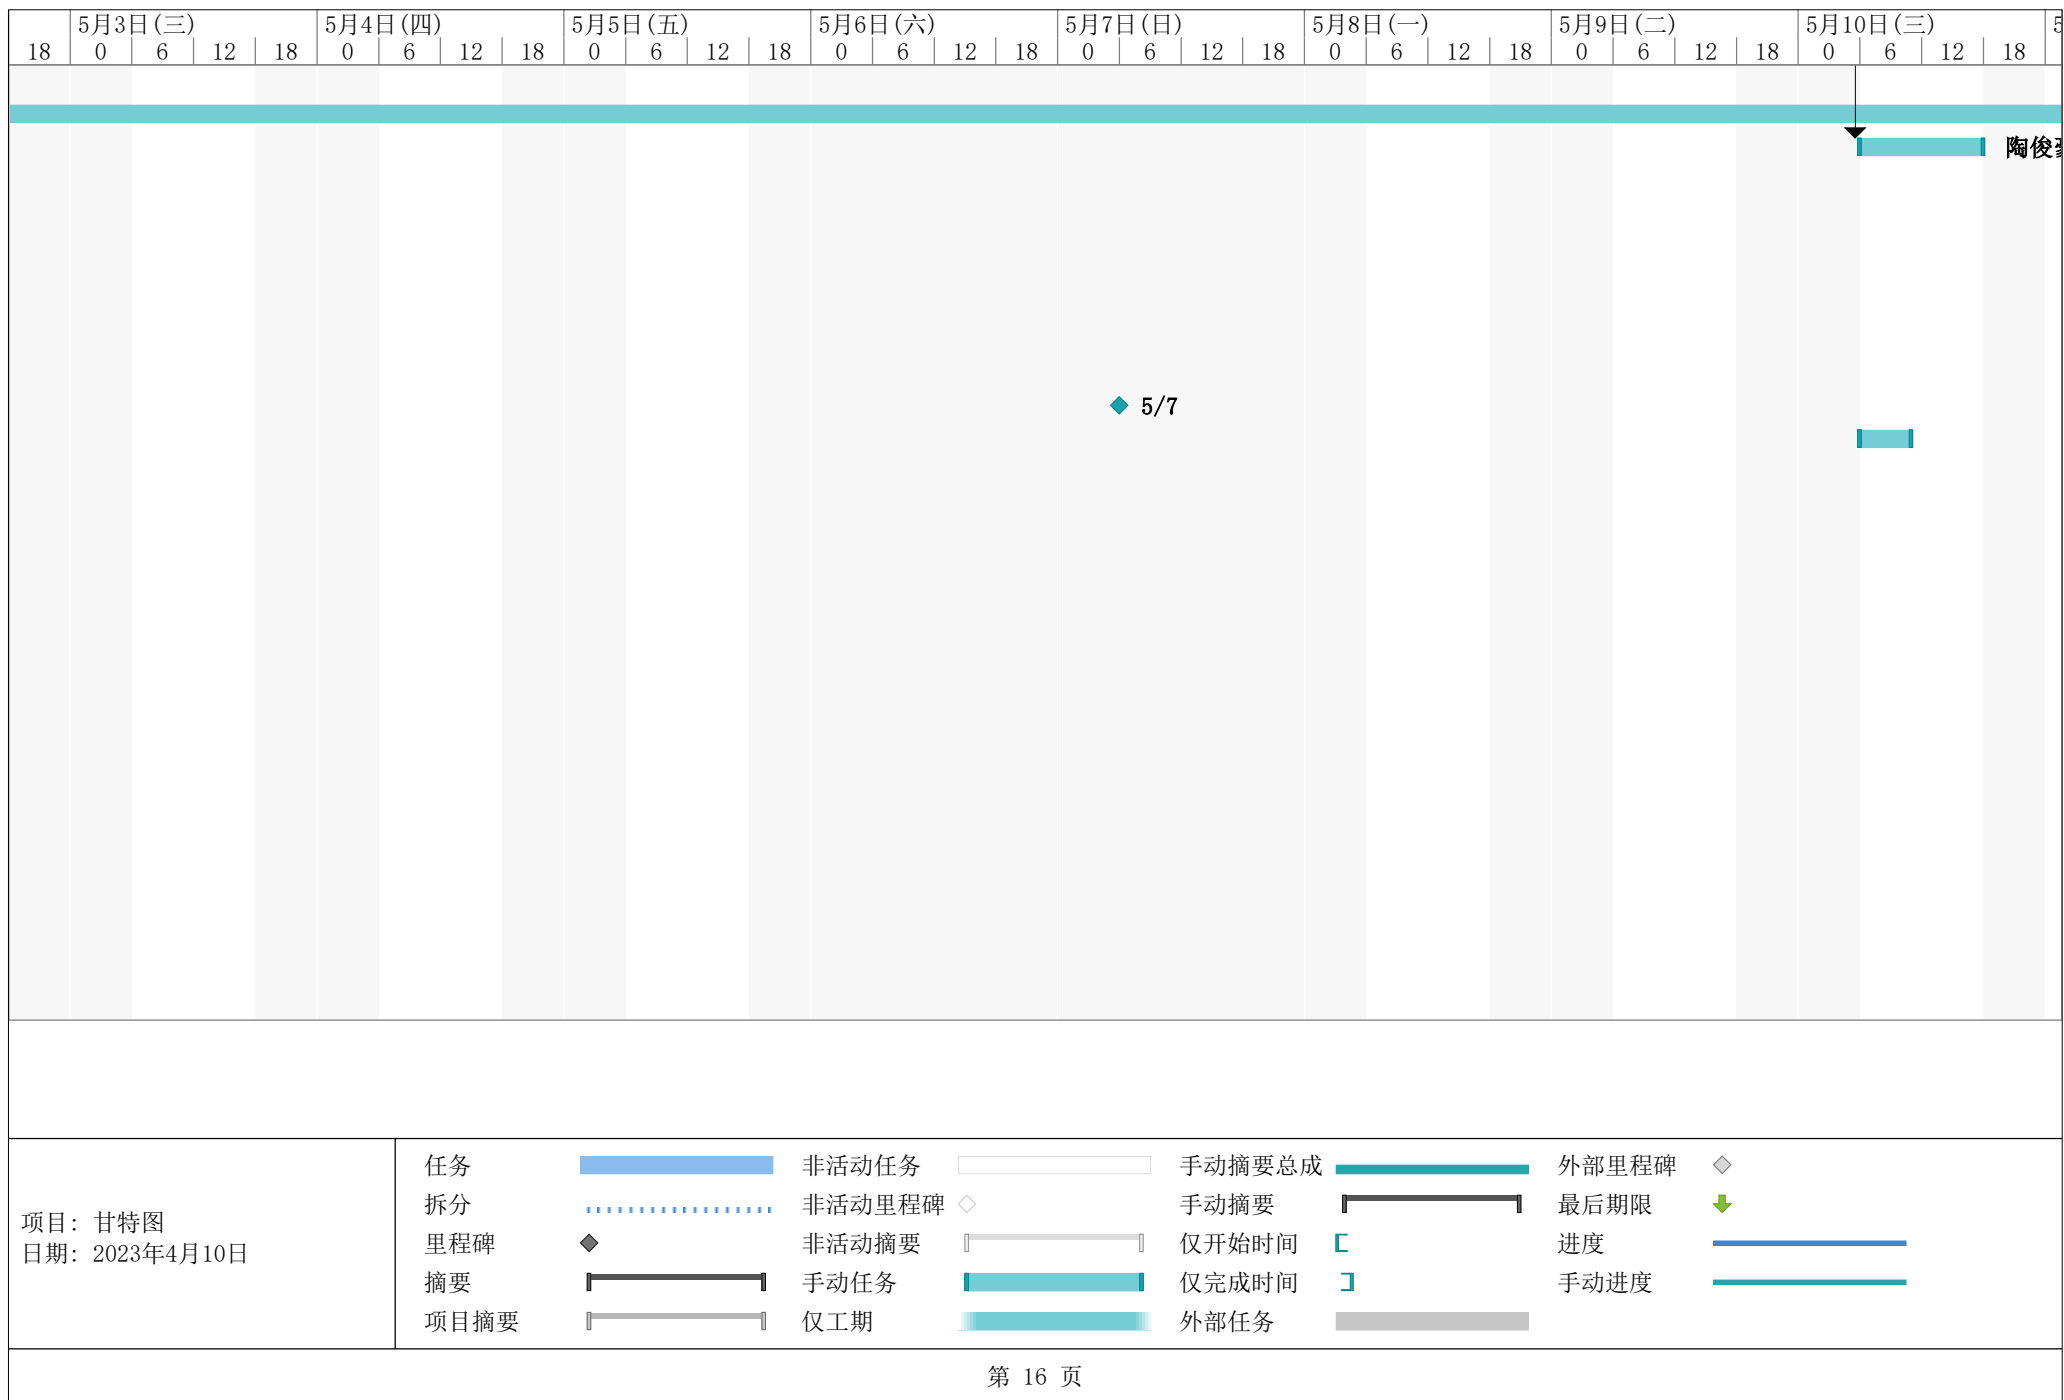 5月3日(三) 5月4日(四) 5月5日(五) 5月6日(六) 5月7日(日) 5月8日(一) 5月9日(二) 5月10日(三)
18 0 6 12 18 0 6 12 18 0 6 12 18 0 6 12 18 0 6 12 18 0 6 12 18 0 6 12 18 0 6 12 18
陶俊
5/7
任务 非活动任务 手动摘要总成 外部里程碑
拆分 非活动里程碑 手动摘要 最后期限
项目: 甘特图
日期: 2023年4月10日
里程碑 非活动摘要 仅开始时间 进度
摘要 手动任务 仅完成时间 手动进度
项目摘要 仅工期 外部任务
第 16 页